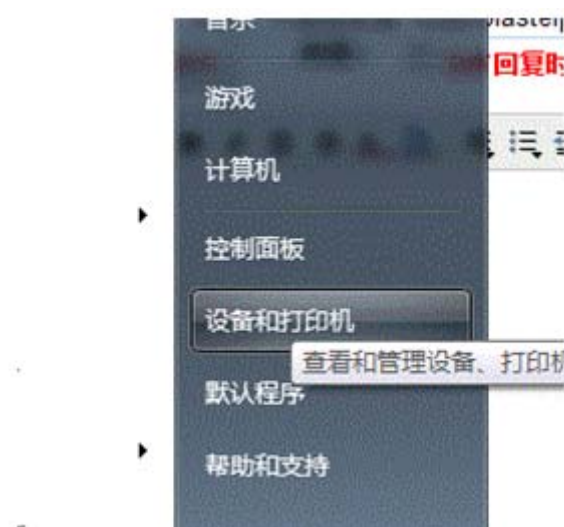 回复时
游戏
计算机
控制面板
设备和打印机
查看和管理设备、打印机
默认程序
帮助和支持